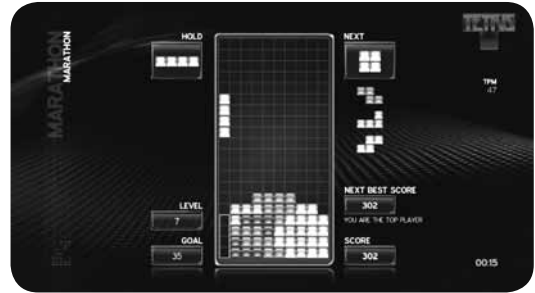 TETRIS
MARATHON
MARATHON
HOLD
NEXT
TPM
47
LEVEL
7
GOAL
35
NEXT BEST SCORE
302
YOU ARE THE TOP PLAYER
SCORE
302
00:15